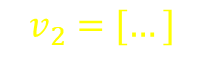 v₂ = [...]